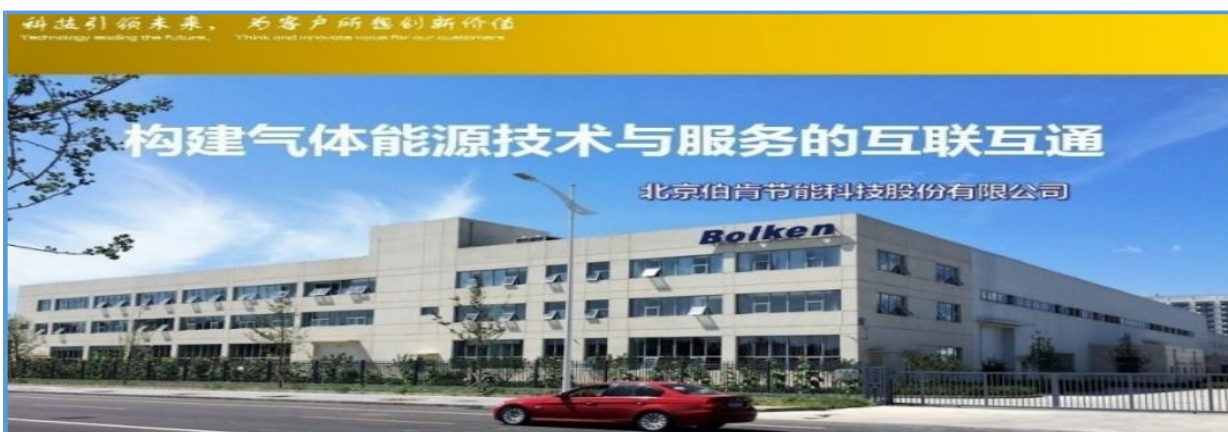 科技引领未来， 为客户所想创新价值
Technology leading the future.   Think and innovate value for our customers
构建气体能源技术与服务的互联互通
北京伯肯节能科技股份有限公司
Bolken